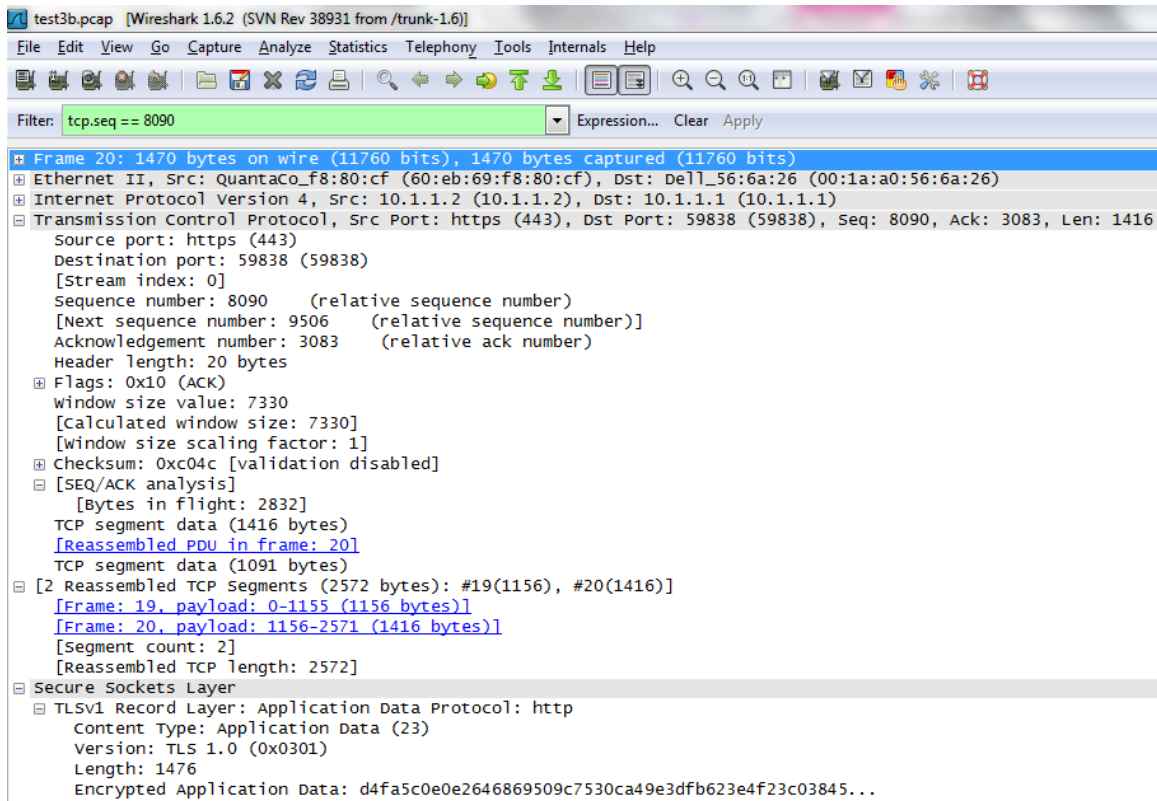 test3b.pcap [Wireshark 1.6.2 (SVN Rev 38931 from /trunk-1.6)]
File Edit View Go Capture Analyze Statistics Telephony Tools Internals Help
Filter: tcp.seq == 8090 Expression... Clear Apply
Frame 20: 1470 bytes on wire (11760 bits), 1470 bytes captured (11760 bits)
Ethernet II, Src: QuantaCo_f8:80:cf (60:eb:69:f8:80:cf), Dst: Dell_56:6a:26 (00:1a:a0:56:6a:26)
Internet Protocol Version 4, Src: 10.1.1.2 (10.1.1.2), Dst: 10.1.1.1 (10.1.1.1)
Transmission Control Protocol, Src Port: https (443), Dst Port: 59838 (59838), Seq: 8090, Ack: 3083, Len: 1416
Source port: https (443)
Destination port: 59838 (59838)
[Stream index: 0]
Sequence number: 8090 (relative sequence number)
[Next sequence number: 9506 (relative sequence number)]
Acknowledgement number: 3083 (relative ack number)
Header length: 20 bytes
Flags: 0x10 (ACK)
Window size value: 7330
[Calculated window size: 7330]
[Window size scaling factor: 1]
Checksum: 0xc04c [validation disabled]
[SEQ/ACK analysis]
[Bytes in flight: 2832]
TCP segment data (1416 bytes)
[Reassembled PDU in frame: 20]
TCP segment data (1091 bytes)
[2 Reassembled TCP Segments (2572 bytes): #19(1156), #20(1416)]
[Frame: 19, payload: 0-1155 (1156 bytes)]
[Frame: 20, payload: 1156-2571 (1416 bytes)]
[Segment count: 2]
[Reassembled TCP length: 2572]
Secure Sockets Layer
TLSv1 Record Layer: Application Data Protocol: http
Content Type: Application Data (23)
Version: TLS 1.0 (0x0301)
Length: 1476
Encrypted Application Data: d4fa5c0e0e2646869509c7530ca49e3dfb623e4f23c03845...